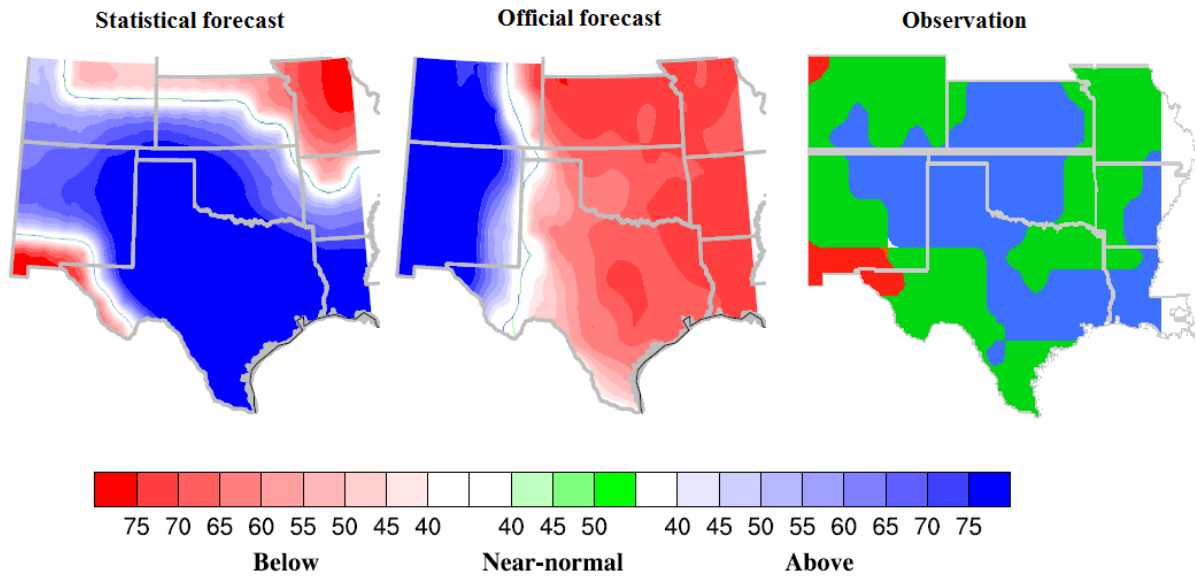 Statistical forecast
Official forecast
Observation
75 70 65 60 55 50 45 40 40 45 50 40 45 50 55 60 65 70 75
Below
Near-normal
Above